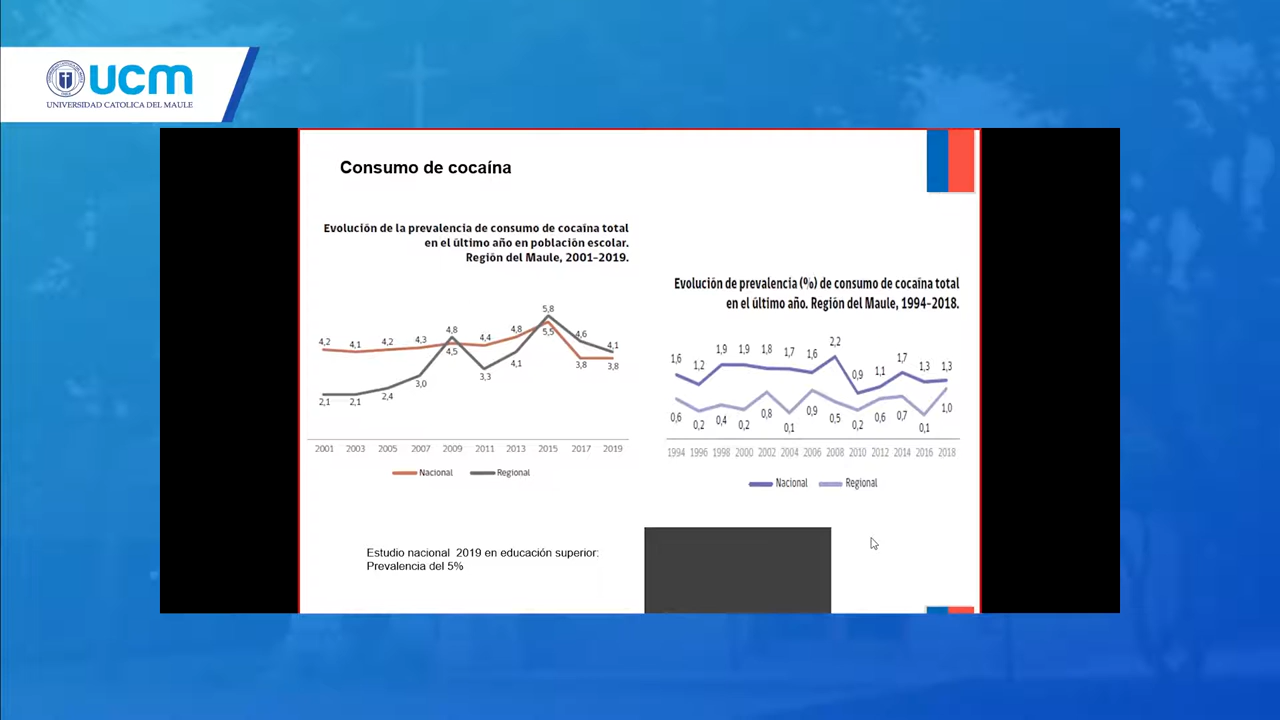 UCM
UNIVERSIDAD CATOLICA DEL MAULE
Consumo de cocaína
Evolución de la prevalencia de consumo de cocaína total
en el último año en población escolar.
Región del Maule, 2001-2019.
5,8
4,2 4,1 4,2 4,3 4,8 4,4 4,8 5,5 4,6 4,1
4,5
2,1 2,1 2,4 3,0 3,3 4,1 3,8 3,8
2001 2003 2005 2007 2009 2011 2013 2015 2017 2019
Nacional Regional
Evolución de prevalencia (%) de consumo de cocaína total
en el último año. Región del Maule, 1994-2018.
1,6 1,2 1,9 1,9 1,8 1,7 1,6 2,2 0,9 1,1 1,7 1,3 1,3
0,6 0,2 0,4 0,2 0,8 0,1 0,9 0,5 0,2 0,6 0,7 0,1 1,0
1994 1996 1998 2000 2002 2004 2006 2008 2010 2012 2014 2016 2018
Nacional Regional
Estudio nacional 2019 en educación superior:
Prevalencia del 5%